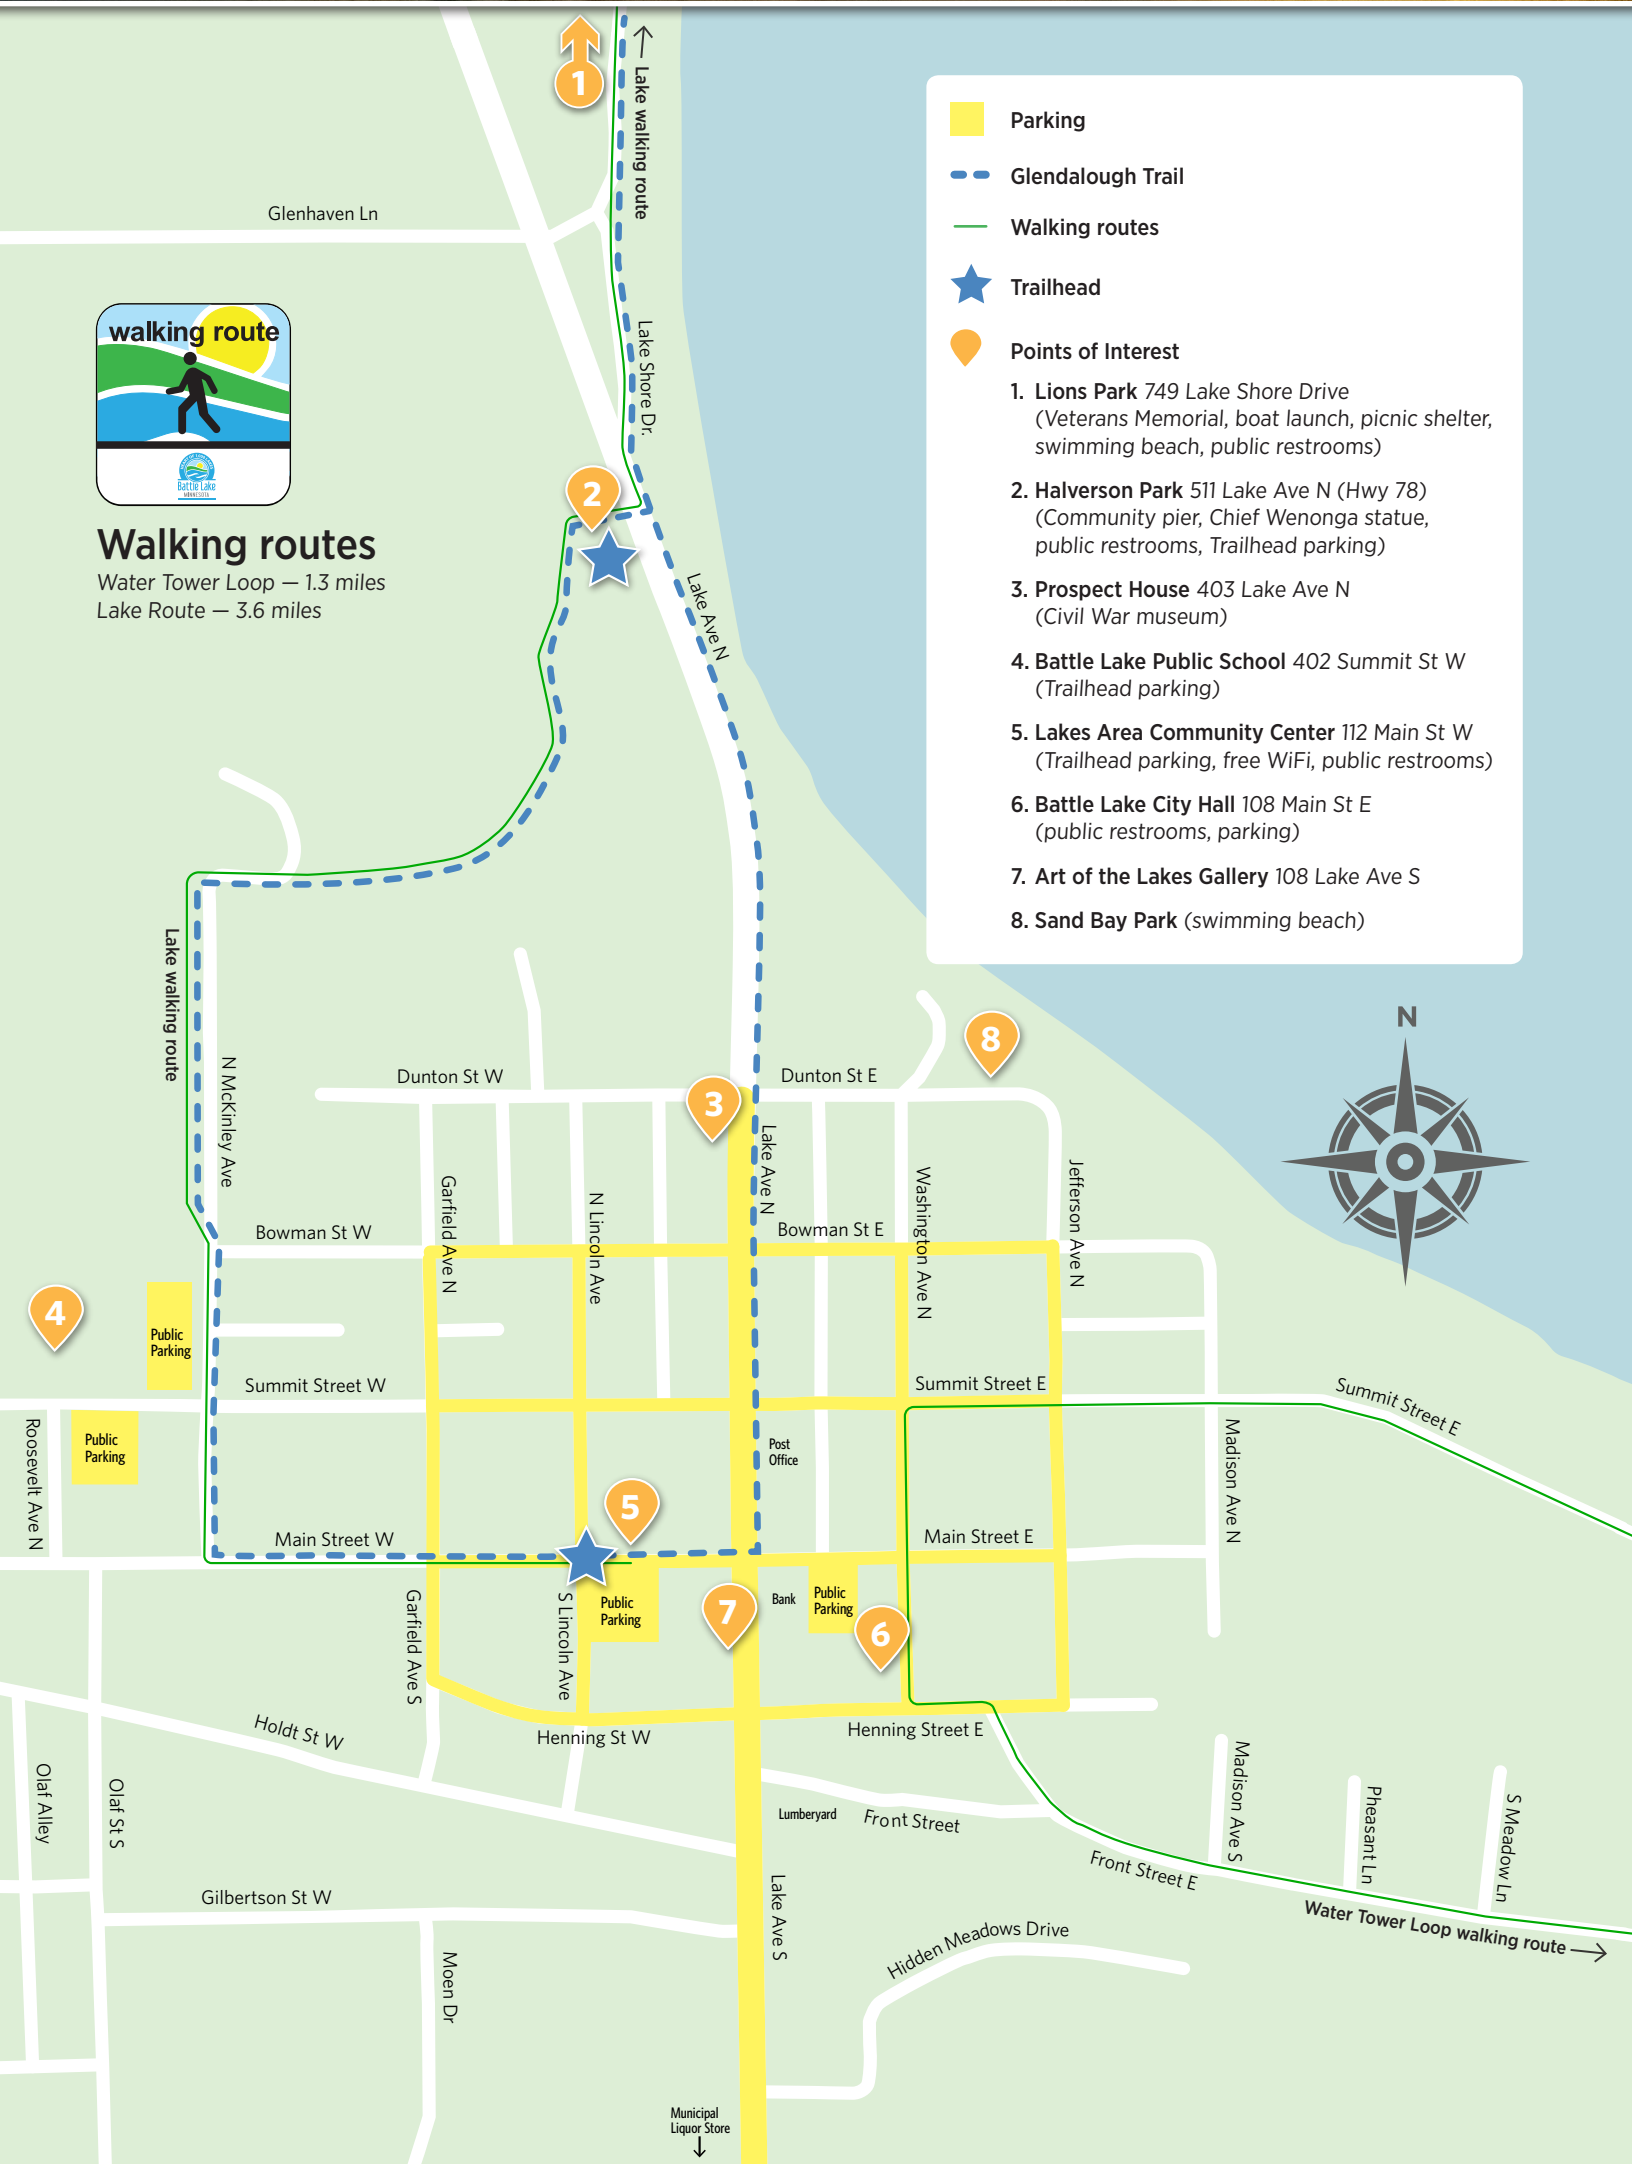 1
Lake walking route
Glenhaven Ln
walking route
Battle Lake
MINNESOTA
Walking routes
Water Tower Loop — 1.3 miles
Lake Route — 3.6 miles
Parking
Glendalough Trail
Walking routes
Trailhead
Points of Interest
1. Lions Park 749 Lake Shore Drive
(Veterans Memorial, boat launch, picnic shelter,
swimming beach, public restrooms)
2. Halverson Park 511 Lake Ave N (Hwy 78)
(Community pier, Chief Wenonga statue,
public restrooms, Trailhead parking)
3. Prospect House 403 Lake Ave N
(Civil War museum)
4. Battle Lake Public School 402 Summit St W
(Trailhead parking)
5. Lakes Area Community Center 112 Main St W
(Trailhead parking, free WiFi, public restrooms)
6. Battle Lake City Hall 108 Main St E
(public restrooms, parking)
7. Art of the Lakes Gallery 108 Lake Ave S
8. Sand Bay Park (swimming beach)
Lake Shore Dr.
2
Lake Ave N
Lake walking route
N McKinley Ave
N
8
Dunton St W
Dunton St E
3
Lake Ave N
Garfield Ave N
N Lincoln Ave
Washington Ave N
Jefferson Ave N
Bowman St W
Bowman St E
4
Public
Parking
Summit Street W
Summit Street E
Summit Street E
Roosevelt Ave N
Public
Parking
Post
Office
Madison Ave N
5
Main Street W
Main Street E
Garfield Ave S
S Lincoln Ave
Public
Parking
7
Bank
Public
Parking
6
Holdt St W
Henning St W
Henning Street E
Olaf Alley
Olaf St S
Lumberyard
Front Street
Front Street E
Madison Ave S
Pheasant Ln
S Meadow Ln
Water Tower Loop walking route
Gilbertson St W
Lake Ave S
Hidden Meadows Drive
Moen Dr
Municipal
Liquor Store